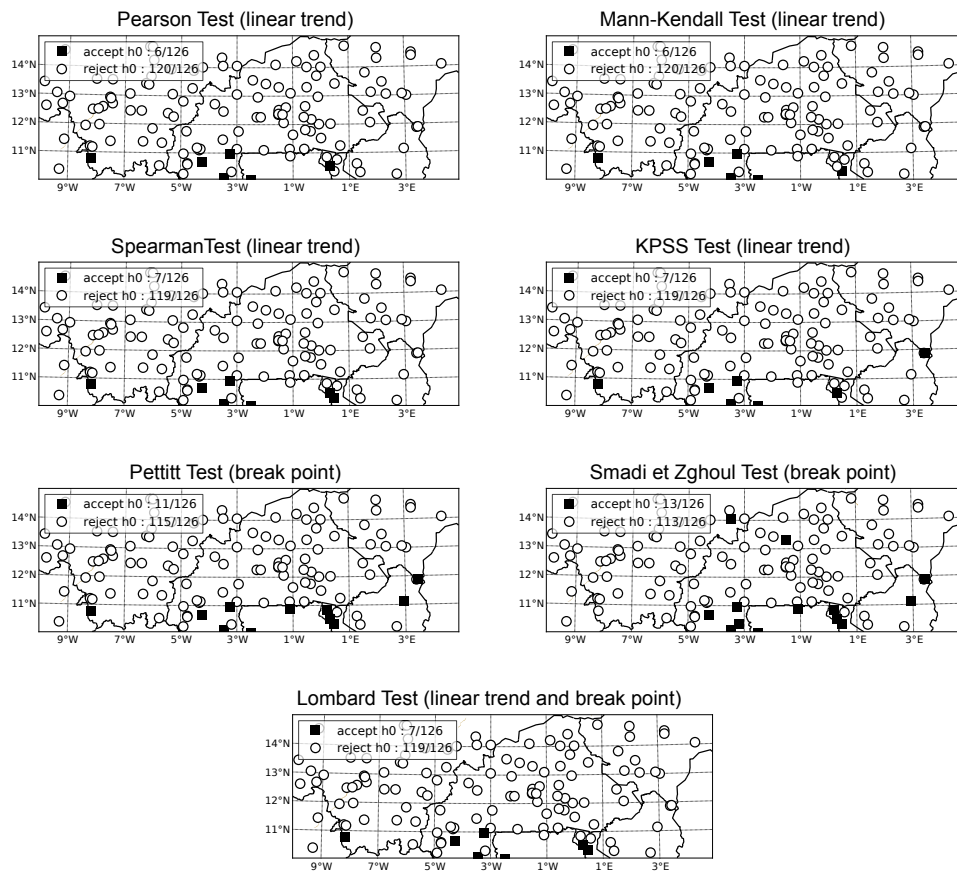 Pearson Test (linear trend)
accept h0 : 6/126
reject h0 : 120/126
14°N
13°N
12°N
11°N
9°W 7°W 5°W 3°W 1°W 1°E 3°E
Mann-Kendall Test (linear trend)
accept h0 : 6/126
reject h0 : 120/126
14°N
13°N
12°N
11°N
9°W 7°W 5°W 3°W 1°W 1°E 3°E
SpearmanTest (linear trend)
accept h0 : 7/126
reject h0 : 119/126
14°N
13°N
12°N
11°N
9°W 7°W 5°W 3°W 1°W 1°E 3°E
KPSS Test (linear trend)
accept h0 : 7/126
reject h0 : 119/126
14°N
13°N
12°N
11°N
9°W 7°W 5°W 3°W 1°W 1°E 3°E
Pettitt Test (break point)
accept h0 : 11/126
reject h0 : 115/126
14°N
13°N
12°N
11°N
9°W 7°W 5°W 3°W 1°W 1°E 3°E
Smadi et Zghoul Test (break point)
accept h0 : 13/126
reject h0 : 113/126
14°N
13°N
12°N
11°N
9°W 7°W 5°W 3°W 1°W 1°E 3°E
Lombard Test (linear trend and break point)
accept h0 : 7/126
reject h0 : 119/126
14°N
13°N
12°N
11°N
9°W 7°W 5°W 3°W 1°W 1°E 3°E